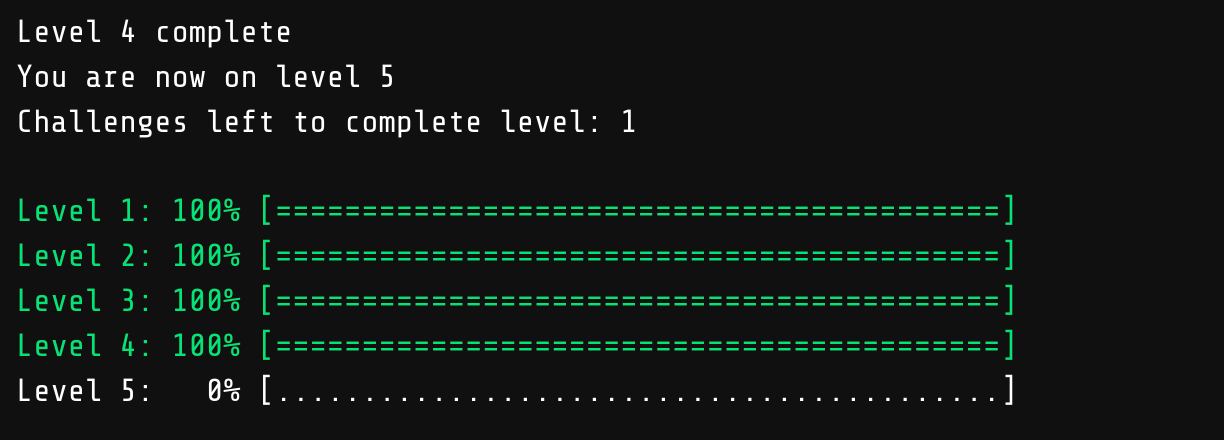 Level 4 complete
You are now on level 5
Challenges left to complete level: 1
Level 1: 100% [==========================================]
Level 2: 100% [==========================================]
Level 3: 100% [==========================================]
Level 4: 100% [==========================================]
Level 5:   0% [..........................................]